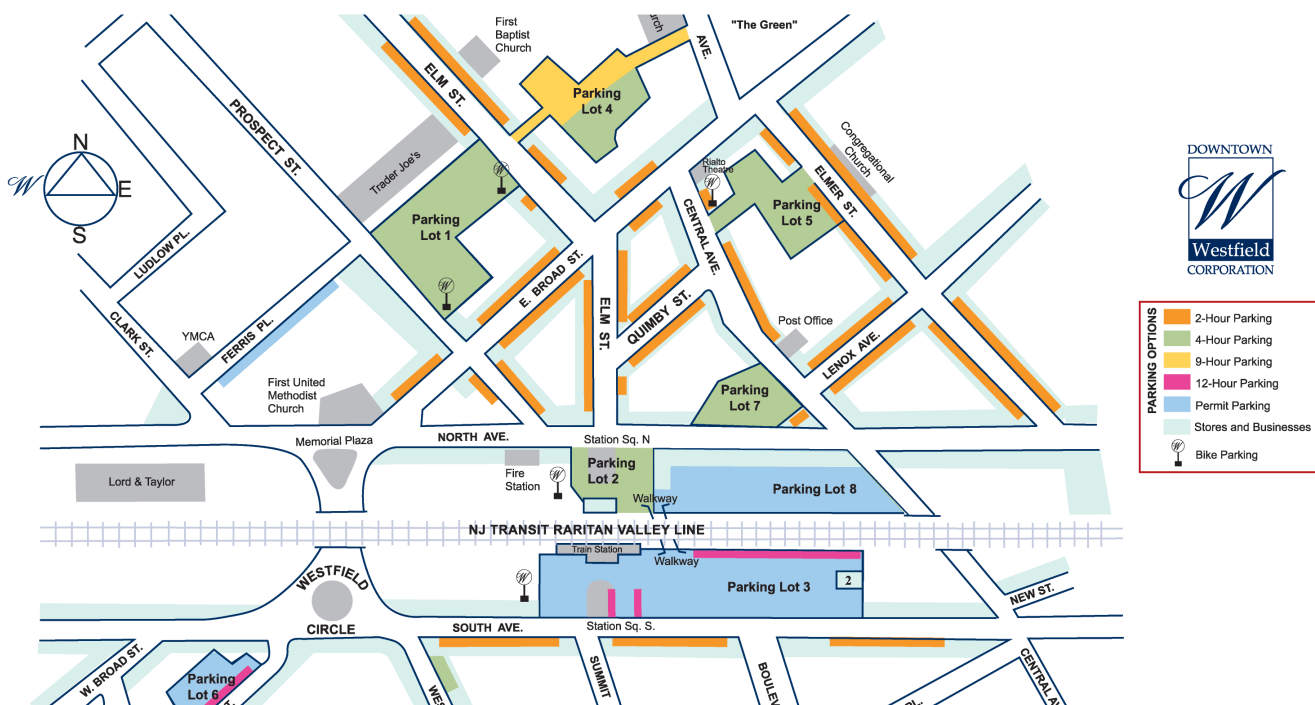 First
Baptist
Church
urch
AVE.
"The Green"
ELM ST.
Parking
Lot 4
PROSPECT ST.
Trader Joe's
Congregational
Church
N
W
E
S
Rialto
Theatre
W
ELMER ST.
Parking
Lot 5
W
Parking
Lot 1
CENTRAL AVE.
LUDLOW PL.
E. BROAD ST.
W
ELM ST.
QUIMBY ST.
Post Office
CLARK ST.
YMCA
FERRIS PL.
LENOX AVE.
First United
Methodist
Church
Parking
Lot 7
NORTH AVE.
Station Sq. N
Memorial Plaza
Fire
Station
W
Parking
Lot 2
Walkway
Parking Lot 8
Lord & Taylor
NJ TRANSIT RARITAN VALLEY LINE
Train Station
Walkway
WESTFIELD
CIRCLE
W
Parking Lot 3
2
NEW ST.
SOUTH AVE.
Station Sq. S.
W. BROAD ST.
Parking
Lot 6
ST.
WES
SUMMIT
BOULEV
PL.
CENTRAL AV
DOWNTOWN
W
Westfield
CORPORATION
PARKING OPTIONS
2-Hour Parking
4-Hour Parking
9-Hour Parking
12-Hour Parking
Permit Parking
Stores and Businesses
W
Bike Parking